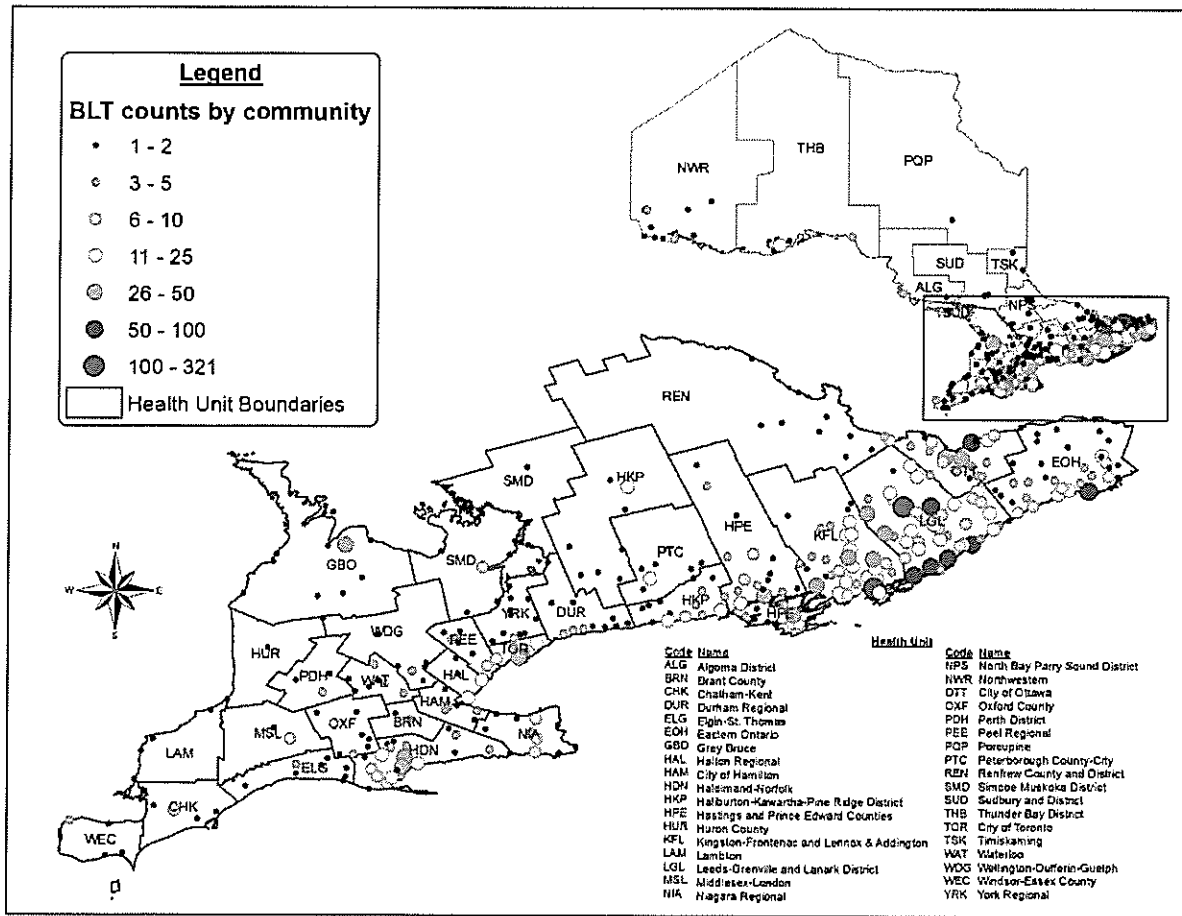 Legend
BLT counts by community
1 - 2
3 - 5
6 - 10
11 - 25
26 - 50
50 - 100
100 - 321
Health Unit Boundaries
NWR
THB
PQP
SUD
TSK
ALG
NPS
REN
SMD
HKP
EOH
LGL
HPE
KFL
GBO
SMD
PTC
HKP
HPE
YRK
DUR
WDG
PEE
TOR
HUR
PDH
WAT
HAL
HAM
MSL
OXF
BRN
NIA
HDN
LAM
ELG
CHK
WEC
N
W
E
S
Health Unit
Code Name
ALG Algoma District
BRN Brant County
CHK Chatham-Kent
DUR Durham Regional
ELG Elgin-St. Thomas
EOH Eastern Ontario
GBO Grey Bruce
HAL Halton Regional
HAM City of Hamilton
HDN Haldimand-Norfolk
HKP Haliburton-Kawartha-Pine Ridge District
HPE Hastings and Prince Edward Counties
HUR Huron County
KFL Kingston-Frontenac and Lennox & Addington
LAM Lambton
LGL Leeds-Grenville and Lanark District
MSL Middlesex-London
NIA Niagara Regional
Code Name
NPS North Bay Parry Sound District
NWR Northwestern
OTT City of Ottawa
OXF Oxford County
PDH Perth District
PEE Peel Regional
PQP Porcupine
PTC Peterborough County-City
REN Renfrew County and District
SMD Simcoe Muskoka District
SUD Sudbury and District
THB Thunder Bay District
TOR City of Toronto
TSK Timiskaming
WAT Waterloo
WDG Wellington-Dufferin-Guelph
WEC Windsor-Essex County
YRK York Regional